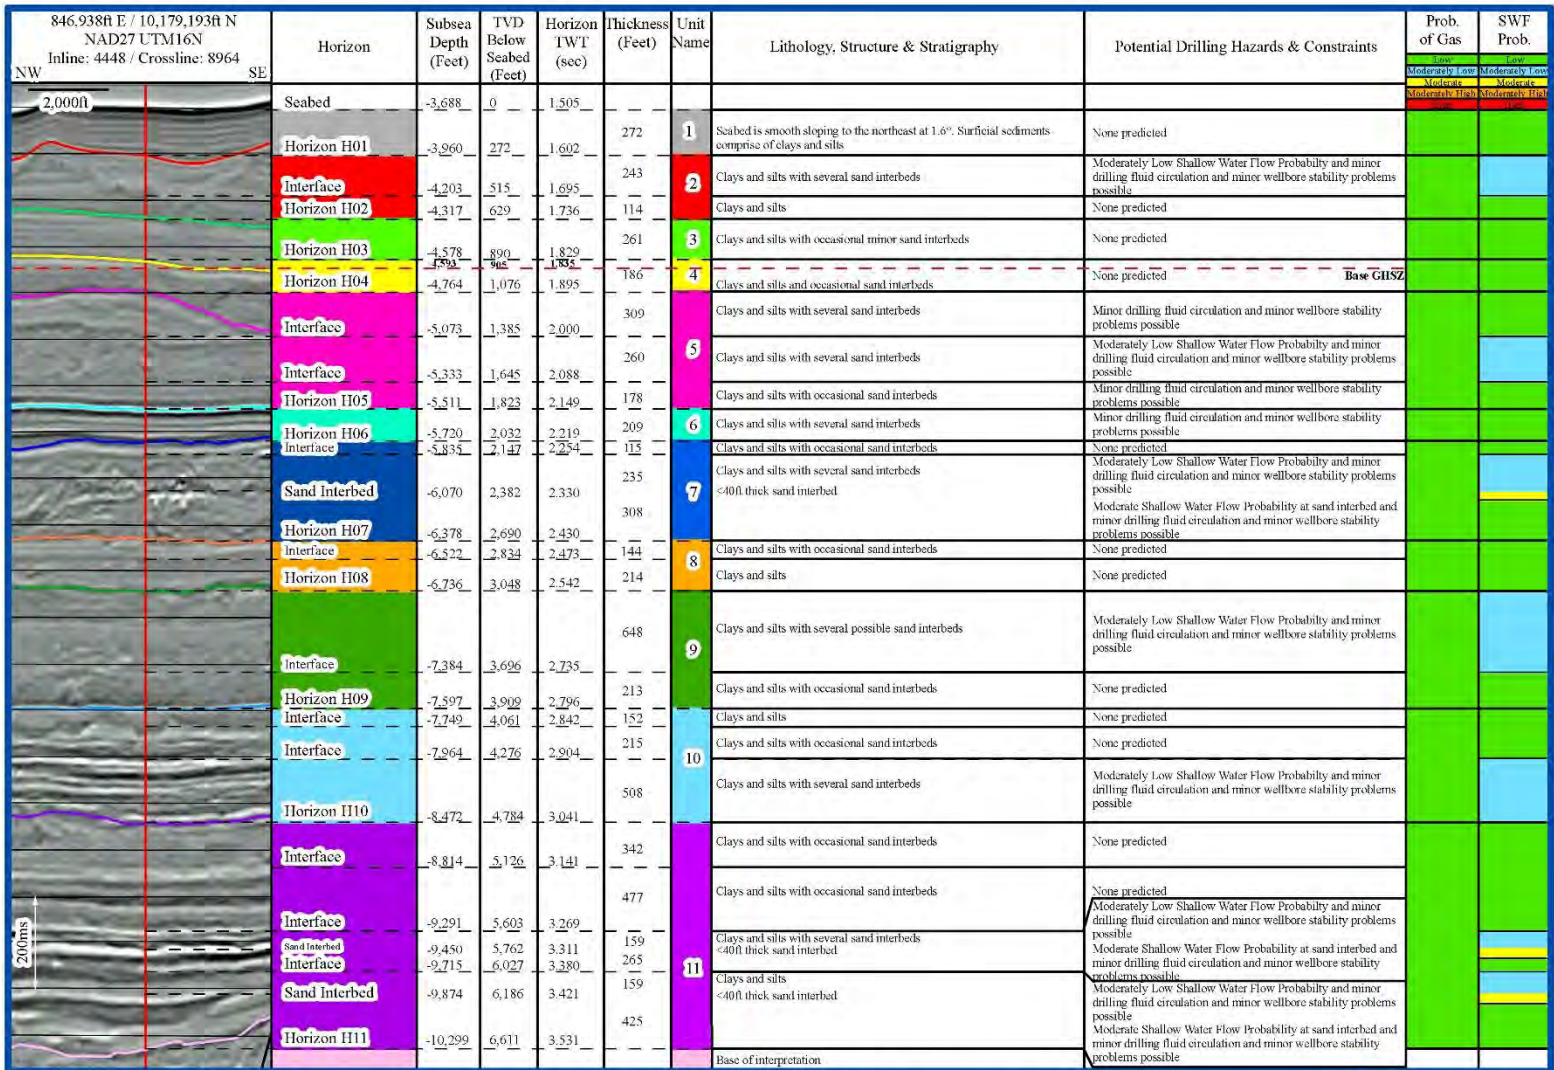 846,938ft E / 10,179,193ft N
NAD27 UTM16N
Inline: 4448 / Crossline: 8964
NW SE
Horizon
Subsea Depth (Feet)
TVD Below Seabed (Feet)
Horizon TWT (sec)
Thickness (Feet)
Unit Name
Lithology, Structure & Stratigraphy
Potential Drilling Hazards & Constraints
Prob. of Gas
SWF Prob.
Low Low
Moderately Low Moderately Low
Moderate Moderate
Moderately High Moderately High
2,000ft
Seabed -3,688 0 1.505
272 1 Seabed is smooth sloping to the northeast at 1.6°. Surficial sediments
comprise of clays and silts
None predicted
Horizon H01 -3,960 272 1.602
243 2 Clays and silts with several sand interbeds
Moderately Low Shallow Water Flow Probabilty and minor
drilling fluid circulation and minor wellbore stability problems
possible
Interface -4,203 515 1.695
Horizon H02 -4,317 629 1.736 114 Clays and silts None predicted
261 3 Clays and silts with occasional minor sand interbeds None predicted
Horizon H03 -4,578 890 1.829
4,593 905 1.835
186 4 None predicted Base GHSZ
Horizon H04 -4,764 1,076 1.895 Clays and silts and occasional sand interbeds
309 Clays and silts with several sand interbeds
Minor drilling fluid circulation and minor wellbore stability
problems possible
Interface -5,073 1,385 2.000
5
260 Clays and silts with several sand interbeds
Moderately Low Shallow Water Flow Probabilty and minor
drilling fluid circulation and minor wellbore stability problems
possible
Interface -5,333 1,645 2.088
Horizon H05 -5,511 1,823 2.149 178 Clays and silts with occasional sand interbeds
Minor drilling fluid circulation and minor wellbore stability
problems possible
209 6 Clays and silts with several sand interbeds
Minor drilling fluid circulation and minor wellbore stability
problems possible
Horizon H06 -5,720 2,032 2.219
Interface -5,835 2,147 2.254 115 Clays and silts with occasional sand interbeds None predicted
235 Clays and silts with several sand interbeds
Moderately Low Shallow Water Flow Probabilty and minor
drilling fluid circulation and minor wellbore stability problems
possible
Sand Interbed -6,070 2,382 2.330 7 <40ft thick sand interbed
308
Moderate Shallow Water Flow Probability at sand interbed and
minor drilling fluid circulation and minor wellbore stability
problems possible
Horizon H07 -6,378 2,690 2.430
Interface -6,522 2,834 2.473 144 Clays and silts with occasional sand interbeds None predicted
8
Horizon H08 -6,736 3,048 2.542 214 Clays and silts None predicted
648 Clays and silts with several possible sand interbeds
Moderately Low Shallow Water Flow Probabilty and minor
drilling fluid circulation and minor wellbore stability problems
possible
9
Interface -7,384 3,696 2.735
Horizon H09 -7,597 3,909 2.796 213 Clays and silts with occasional sand interbeds None predicted
Interface -7,749 4,061 2.842 152 Clays and silts None predicted
Interface -7,964 4,276 2.904 215 Clays and silts with occasional sand interbeds None predicted
10
508 Clays and silts with several sand interbeds
Moderately Low Shallow Water Flow Probabilty and minor
drilling fluid circulation and minor wellbore stability problems
possible
Horizon H10 -8,472 4,784 3.041
Interface -8,814 5,126 3.141 342 Clays and silts with occasional sand interbeds None predicted
477 Clays and silts with occasional sand interbeds None predicted
Interface -9,291 5,603 3.269
Moderately Low Shallow Water Flow Probabilty and minor
drilling fluid circulation and minor wellbore stability problems
possible
200ms
159 Clays and silts with several sand interbeds
Sand Interbed -9,450 5,762 3.311 <40ft thick sand interbed
Moderate Shallow Water Flow Probability at sand interbed and
minor drilling fluid circulation and minor wellbore stability
problems possible
Interface -9,715 6,027 3.380 265 11
159 Clays and silts
Sand Interbed -9,874 6,186 3.421 <40ft thick sand interbed
Moderately Low Shallow Water Flow Probabilty and minor
drilling fluid circulation and minor wellbore stability problems
possible
425
Horizon H11 -10,299 6,611 3.531
Moderate Shallow Water Flow Probability at sand interbed and
minor drilling fluid circulation and minor wellbore stability
problems possible
Base of interpretation